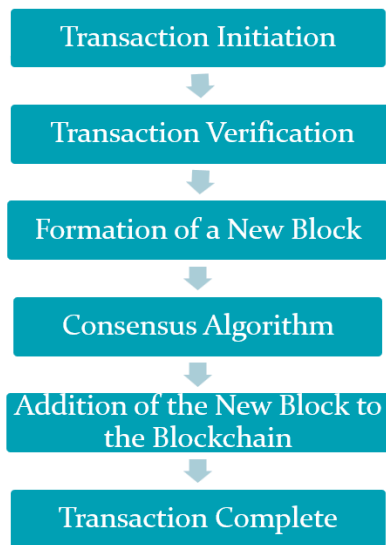 Transaction Initiation
Transaction Verification
Formation of a New Block
Consensus Algorithm
Addition of the New Block to
the Blockchain
Transaction Complete